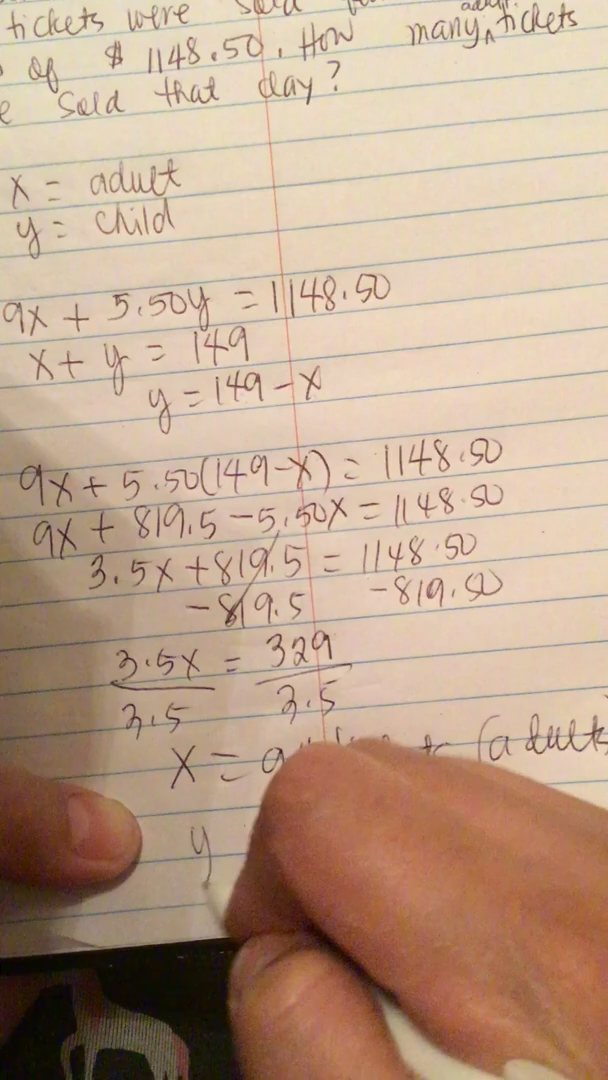 tickets were sold
of $ 1148.50. How many adult tickets
sold that day?
x = adult
y = child
9x + 5.50y = 1148.50
x + y = 149
y = 149 - x
9x + 5.50(149-x) = 1148.50
9x + 819.5 - 5.50x = 1148.50
3.5x + 819.5 = 1148.50
-819.5 -819.50
3.5x = 329
3.5 3.5
x = (adults
y